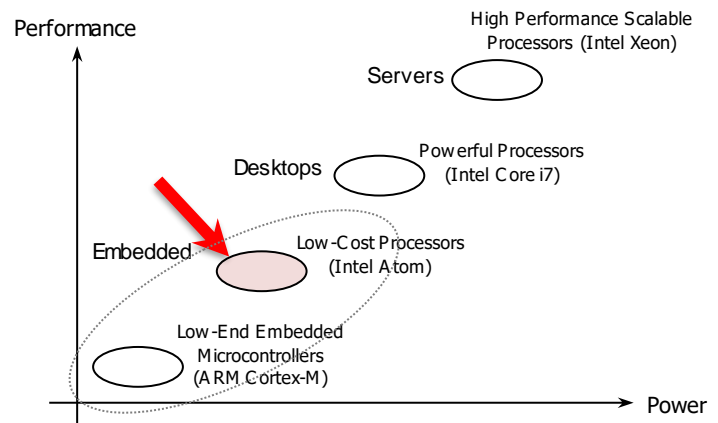 High Performance Scalable
Processors (Intel Xeon)
Performance
Servers
Powerful Processors
(Intel Core i7)
Desktops
Low-Cost Processors
(Intel Atom)
Embedded
Low-End Embedded
Microcontrollers
(ARM Cortex-M)
Power